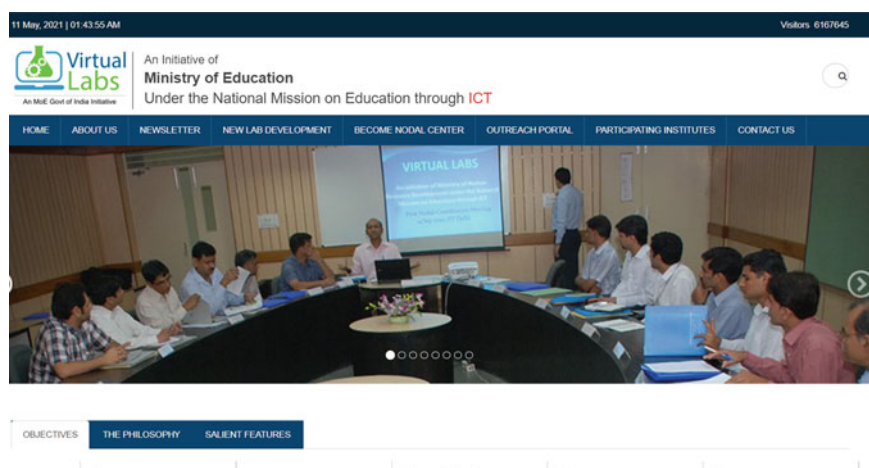 11 May, 2021 | 01:43:55 AM
Visitors 6167645
Virtual
Labs
An MoE Govt of India Initiative
An Initiative of
Ministry of Education
Under the National Mission on Education through ICT
HOME ABOUT US NEWSLETTER NEW LAB DEVELOPMENT BECOME NODAL CENTER OUTREACH PORTAL PARTICIPATING INSTITUTES CONTACT US
VIRTUAL LABS
OBJECTIVES THE PHILOSOPHY SALIENT FEATURES